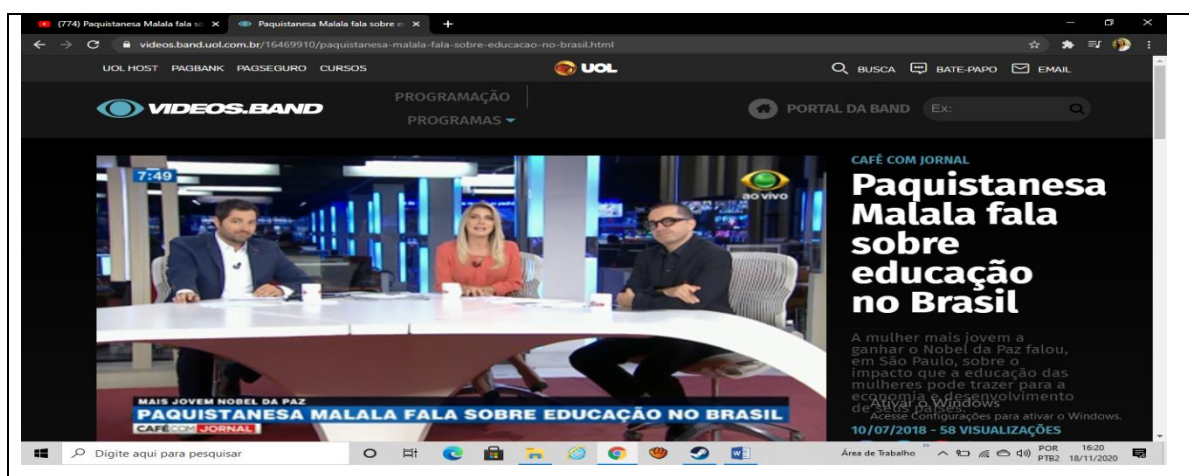 (774) Paquistanesa Malala fala so
Paquistanesa Malala fala sobre e
videos.band.uol.com.br/16469910/paquistanesa-malala-fala-sobre-educacao-no-brasil.html
UOL HOST PAGBANK PAGSEGURO CURSOS
UOL
BUSCA BATE-PAPO EMAIL
VIDEOS.BAND
PROGRAMAÇÃO
PROGRAMAS
PORTAL DA BAND
Ex:
7:49
ao vivo
MAIS JOVEM NOBEL DA PAZ
PAQUISTANESA MALALA FALA SOBRE EDUCAÇÃO NO BRASIL
CAFÉ COM JORNAL
CAFÉ COM JORNAL
Paquistanesa
Malala fala
sobre
educação
no Brasil
A mulher mais jovem a
ganhar o Nobel da Paz falou,
em São Paulo, sobre o
impacto que a educação das
mulheres pode trazer para a
economia e desenvolvimento
de seus países.
Ativar o Windows
Acesse Configurações para ativar o Windows.
10/07/2018 - 58 VISUALIZAÇÕES
Digite aqui para pesquisar
Área de Trabalho
POR
PTB2
16:20
18/11/2020